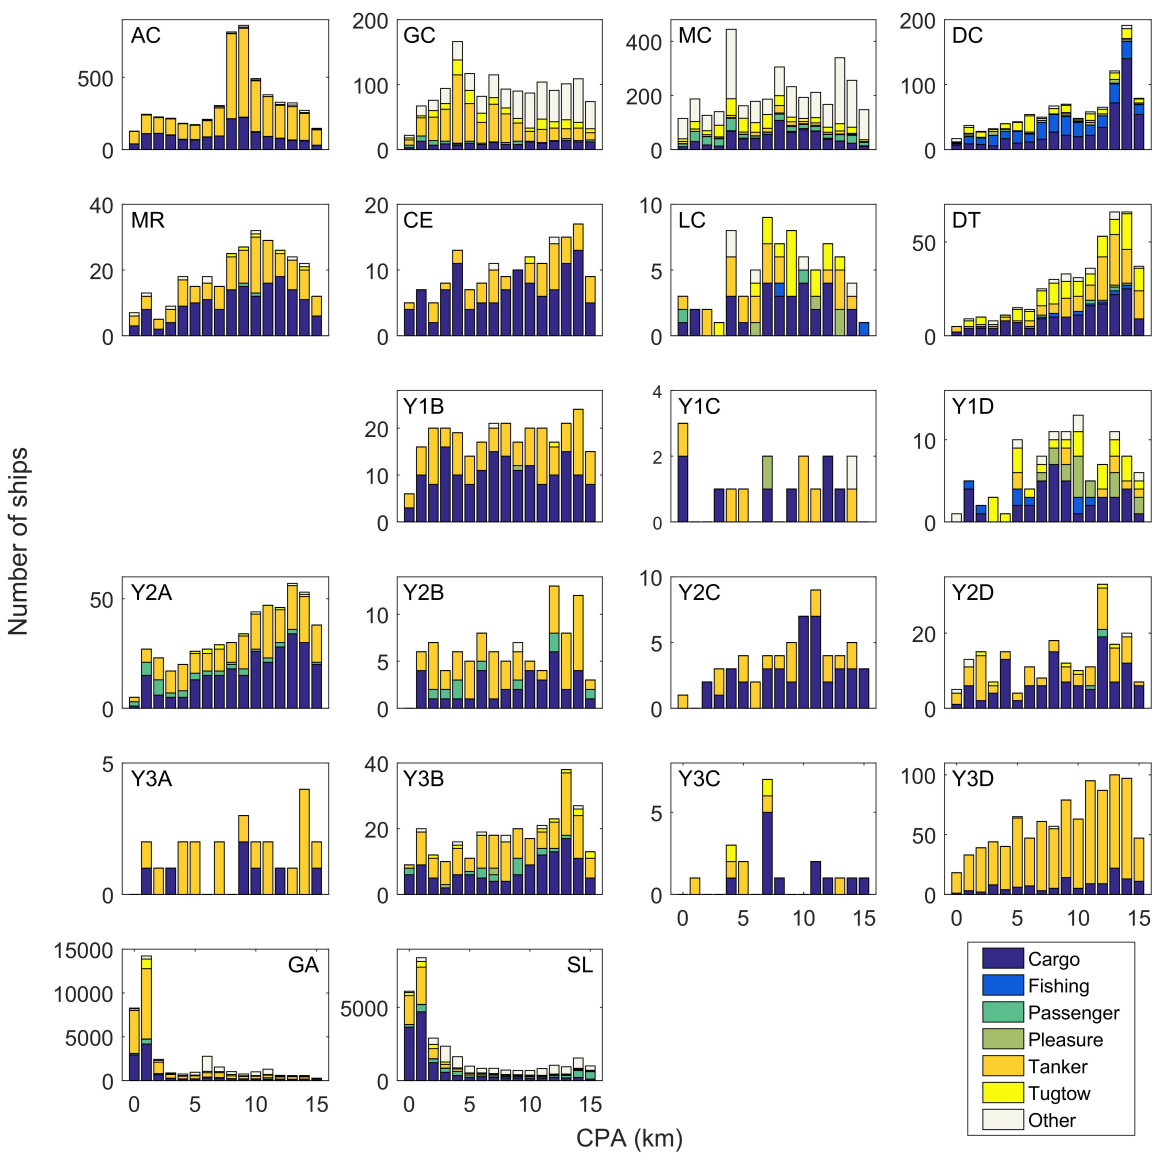 AC
500
0
GC
200
100
0
MC
400
200
0
DC
200
100
0
MR
40
20
0
CE
20
10
0
LC
10
5
0
DT
50
0
Y1B
20
10
0
Y1C
4
2
0
Y1D
10
0
Number of ships
Y2A
50
0
Y2B
10
5
0
Y2C
10
5
0
Y2D
20
0
Y3A
5
0
Y3B
40
20
0
Y3C
5
0
0 5 10 15
Y3D
100
50
0
0 5 10 15
GA
15000
10000
5000
0
0 5 10 15
SL
5000
0
0 5 10 15
CPA (km)
Cargo
Fishing
Passenger
Pleasure
Tanker
Tugtow
Other